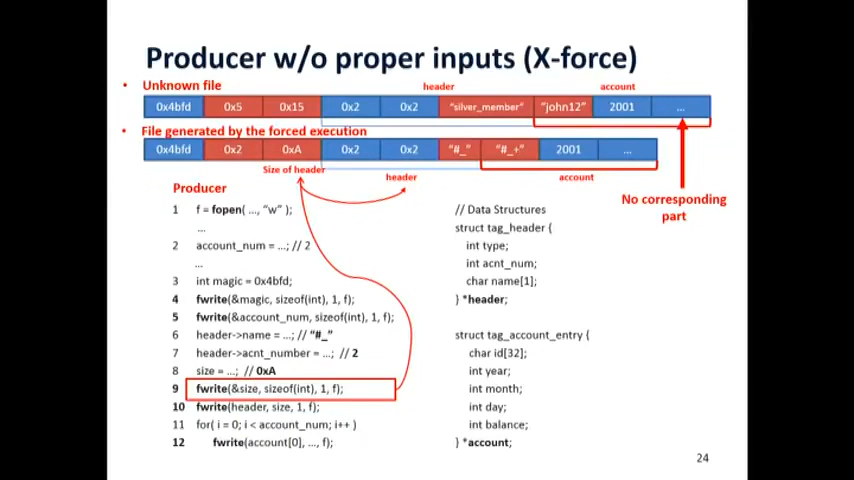 Producer w/o proper inputs (X-force)
• Unknown file
header
account
0x4bfd 0x5 0x15 0x2 0x2 "silver_member" "john12" 2001 ...
• File generated by the forced execution
0x4bfd 0x2 0xA 0x2 0x2 "#_" "#_+" 2001 ...
Size of header
header
account
No corresponding
part
Producer
1 f = fopen( ..., "w" );
...
2 account_num = ...; // 2
...
3 int magic = 0x4bfd;
4 fwrite(&magic, sizeof(int), 1, f);
5 fwrite(&account_num, sizeof(int), 1, f);
6 header->name = ...; // "#_"
7 header->acnt_number = ...; // 2
8 size = ...; // 0xA
9 fwrite(&size, sizeof(int), 1, f);
10 fwrite(header, size, 1, f);
11 for( i = 0; i < account_num; i++ )
12 fwrite(account[0], ..., f);
// Data Structures
struct tag_header {
int type;
int acnt_num;
char name[1];
} *header;
struct tag_account_entry {
char id[32];
int year;
int month;
int day;
int balance;
} *account;
24